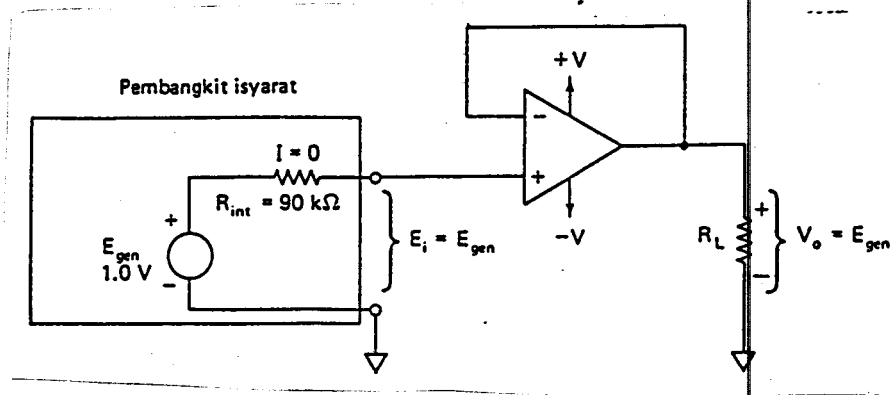 Pembangkit isyarat
+V
I = 0
−
+
R_int = 90 kΩ
−V
+
E_gen
1.0 V
−
E_i = E_gen
R_L
+
−
V_o = E_gen